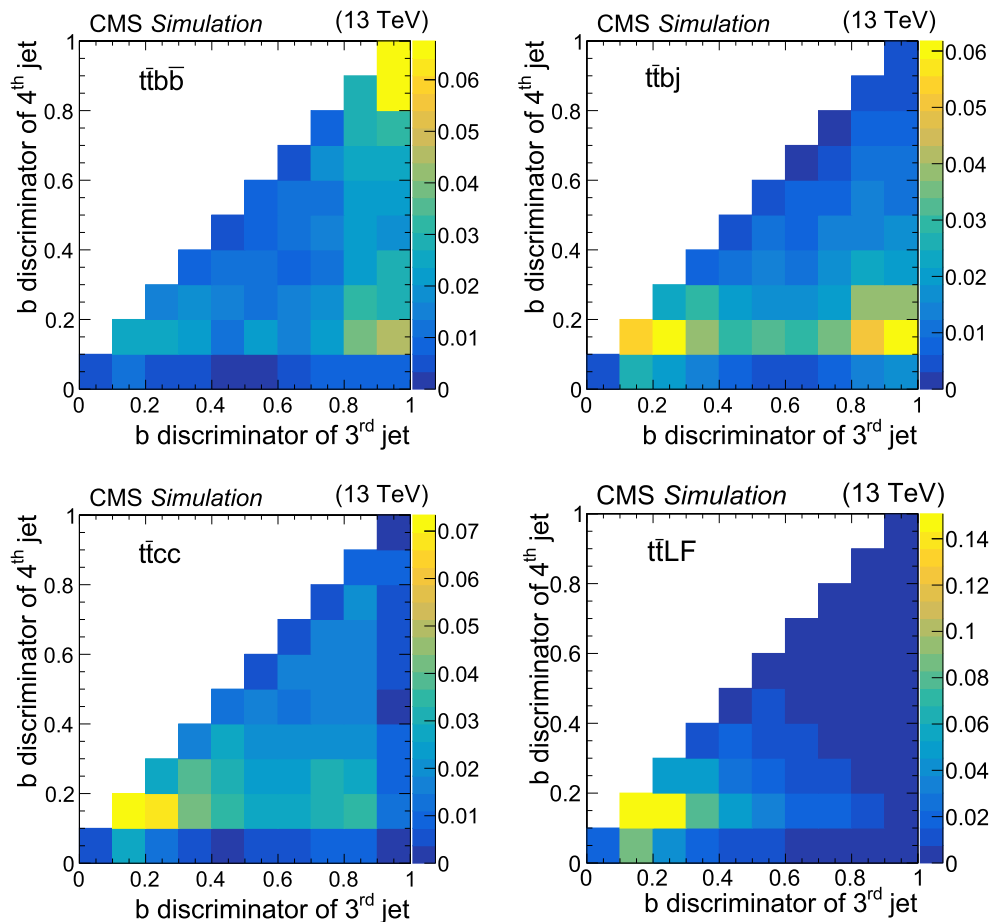 CMS Simulation (13 TeV)
tt̄bb̄
b discriminator of 4th jet
1
0.8
0.6
0.4
0.2
0
0 0.2 0.4 0.6 0.8 1
b discriminator of 3rd jet
0.06
0.05
0.04
0.03
0.02
0.01
0
CMS Simulation (13 TeV)
tt̄bj
b discriminator of 4th jet
1
0.8
0.6
0.4
0.2
0
0 0.2 0.4 0.6 0.8 1
b discriminator of 3rd jet
0.06
0.05
0.04
0.03
0.02
0.01
0
CMS Simulation (13 TeV)
tt̄cc
b discriminator of 4th jet
1
0.8
0.6
0.4
0.2
0
0 0.2 0.4 0.6 0.8 1
b discriminator of 3rd jet
0.07
0.06
0.05
0.04
0.03
0.02
0.01
0
CMS Simulation (13 TeV)
tt̄LF
b discriminator of 4th jet
1
0.8
0.6
0.4
0.2
0
0 0.2 0.4 0.6 0.8 1
b discriminator of 3rd jet
0.14
0.12
0.1
0.08
0.06
0.04
0.02
0